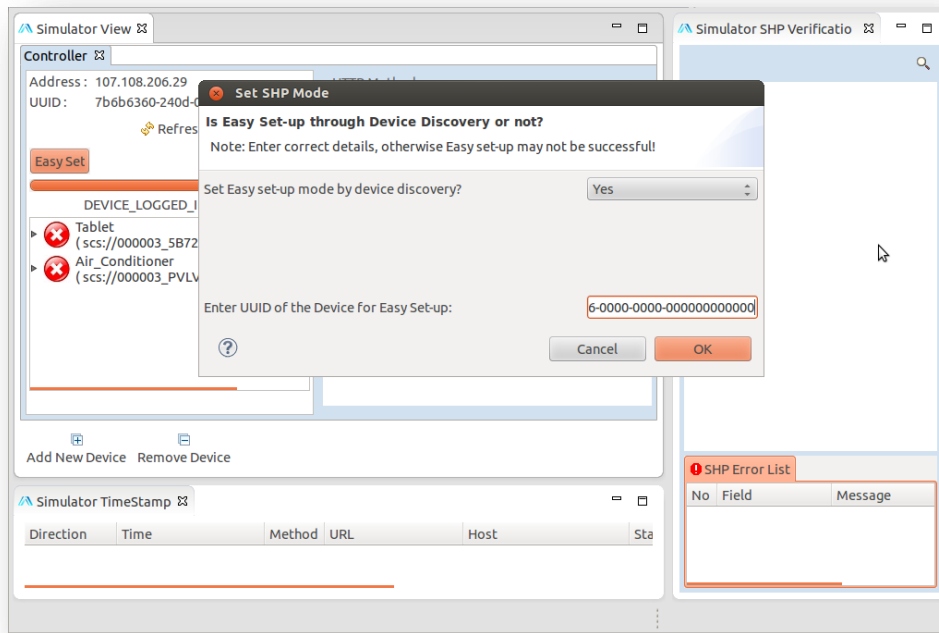 Simulator View
Controller
Address : 107.108.206.29
UUID : 7b6b6360-240d-
Refres
Easy Set
DEVICE_LOGGED_I
Tablet
( scs://000003_5B72
Air_Conditioner
( scs://000003_PVLV
Add New Device Remove Device
Set SHP Mode
Is Easy Set-up through Device Discovery or not?
Note: Enter correct details, otherwise Easy set-up may not be successful!
Set Easy set-up mode by device discovery? Yes
Enter UUID of the Device for Easy Set-up: 6-0000-0000-000000000000
? Cancel OK
Simulator TimeStamp
Direction Time Method URL Host Sta
Simulator SHP Verificatio
SHP Error List
No Field Message